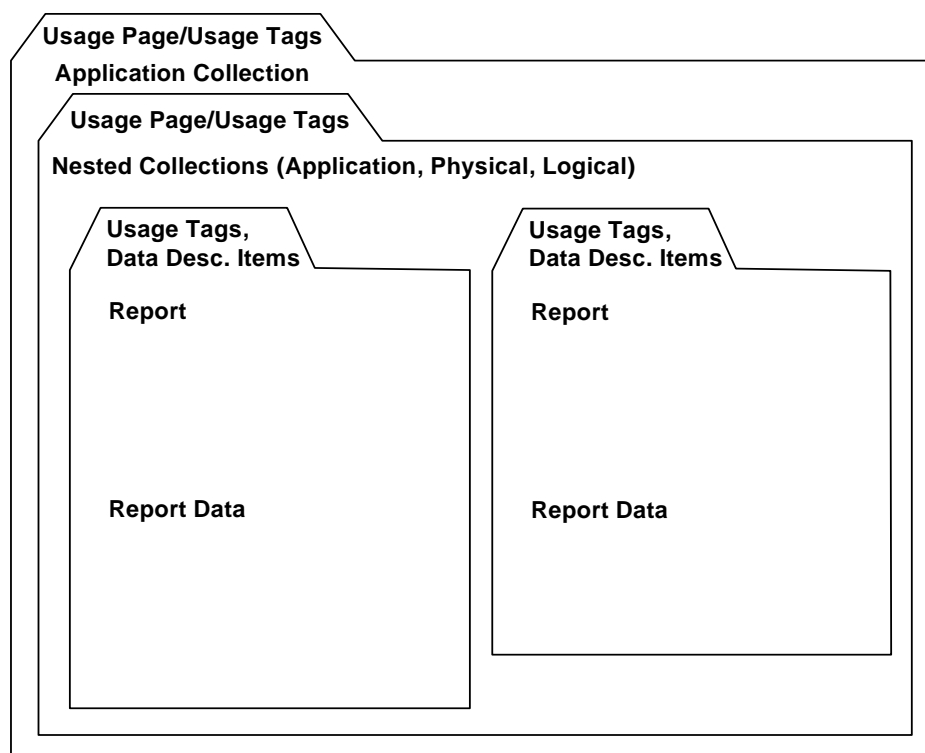 Usage Page/Usage Tags
Application Collection
Usage Page/Usage Tags
Nested Collections (Application, Physical, Logical)
Usage Tags,
Data Desc. Items
Report
Report Data
Usage Tags,
Data Desc. Items
Report
Report Data